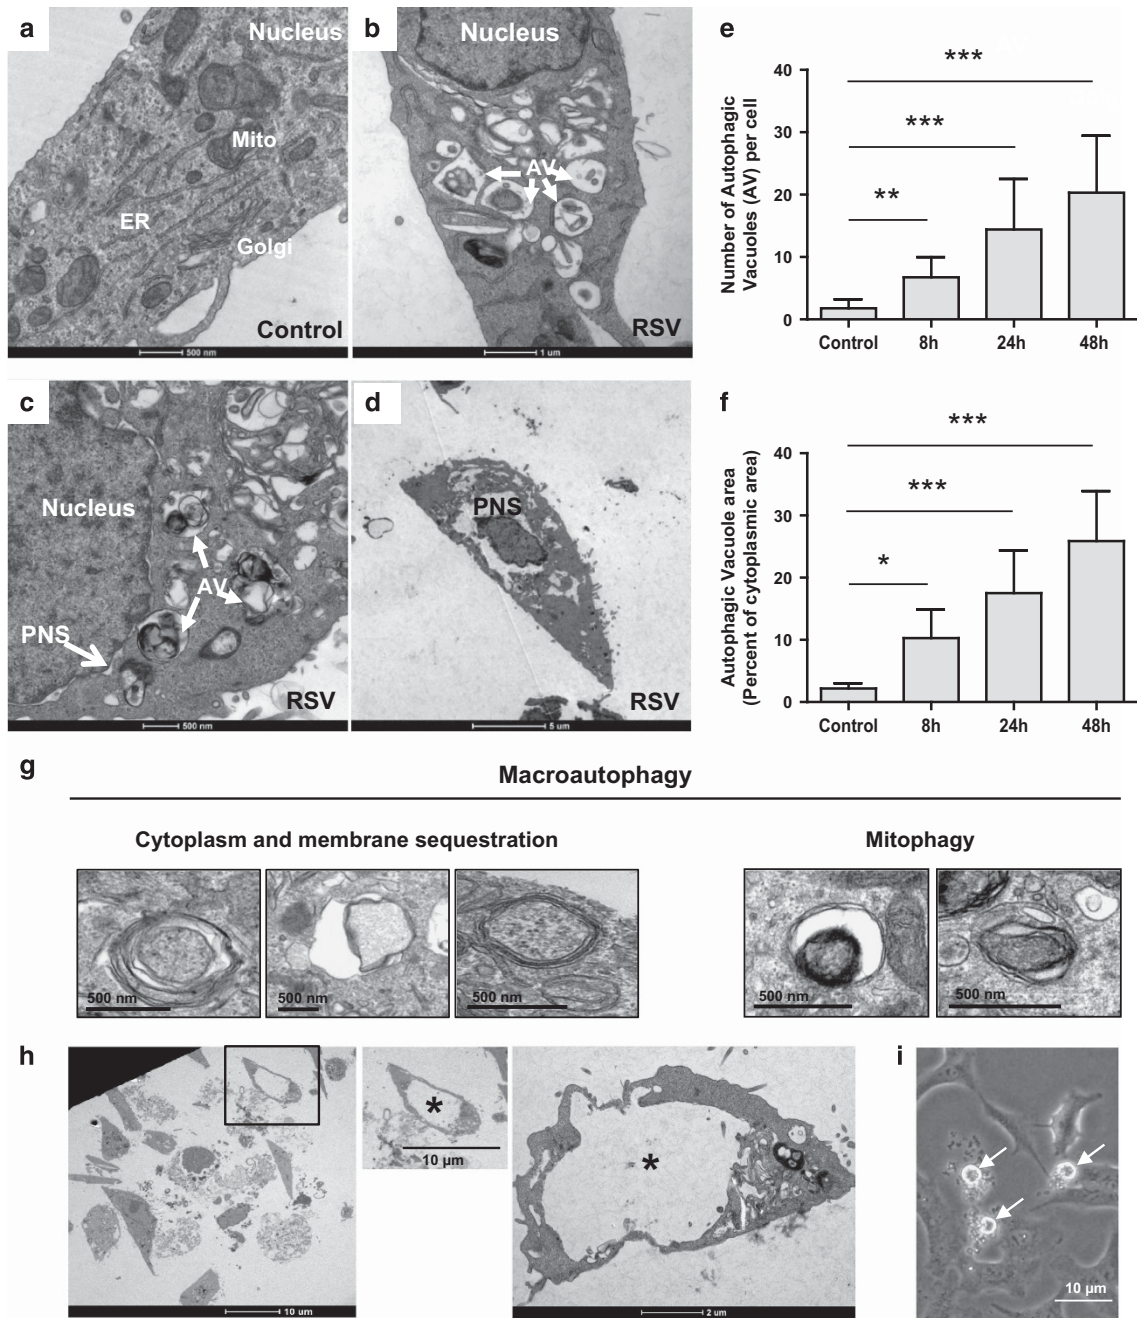 a
Nucleus
Mito
ER
Golgi
Control
500 nm
b
Nucleus
AV
RSV
1 um
c
Nucleus
AV
PNS
RSV
500 nm
d
PNS
RSV
5 um
e
Number of Autophagic
Vacuoles (AV) per cell
40
30
20
10
0
***
***
**
Control 8h 24h 48h
f
Autophagic Vacuole area
(Percent of cytoplasmic area)
40
30
20
10
0
***
***
*
Control 8h 24h 48h
g
Macroautophagy
Cytoplasm and membrane sequestration
Mitophagy
500 nm
500 nm
500 nm
500 nm
500 nm
h
10 um
*
10 µm
*
2 um
i
10 µm